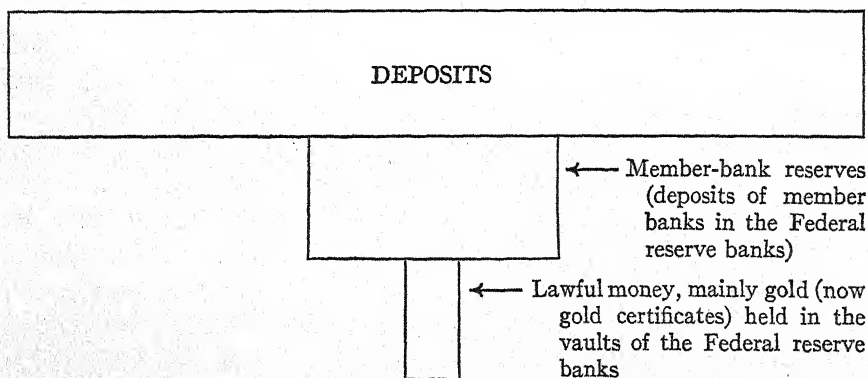 DEPOSITS
Member-bank reserves
(deposits of member
banks in the Federal
reserve banks)
Lawful money, mainly gold (now
gold certificates) held in the
vaults of the Federal reserve
banks